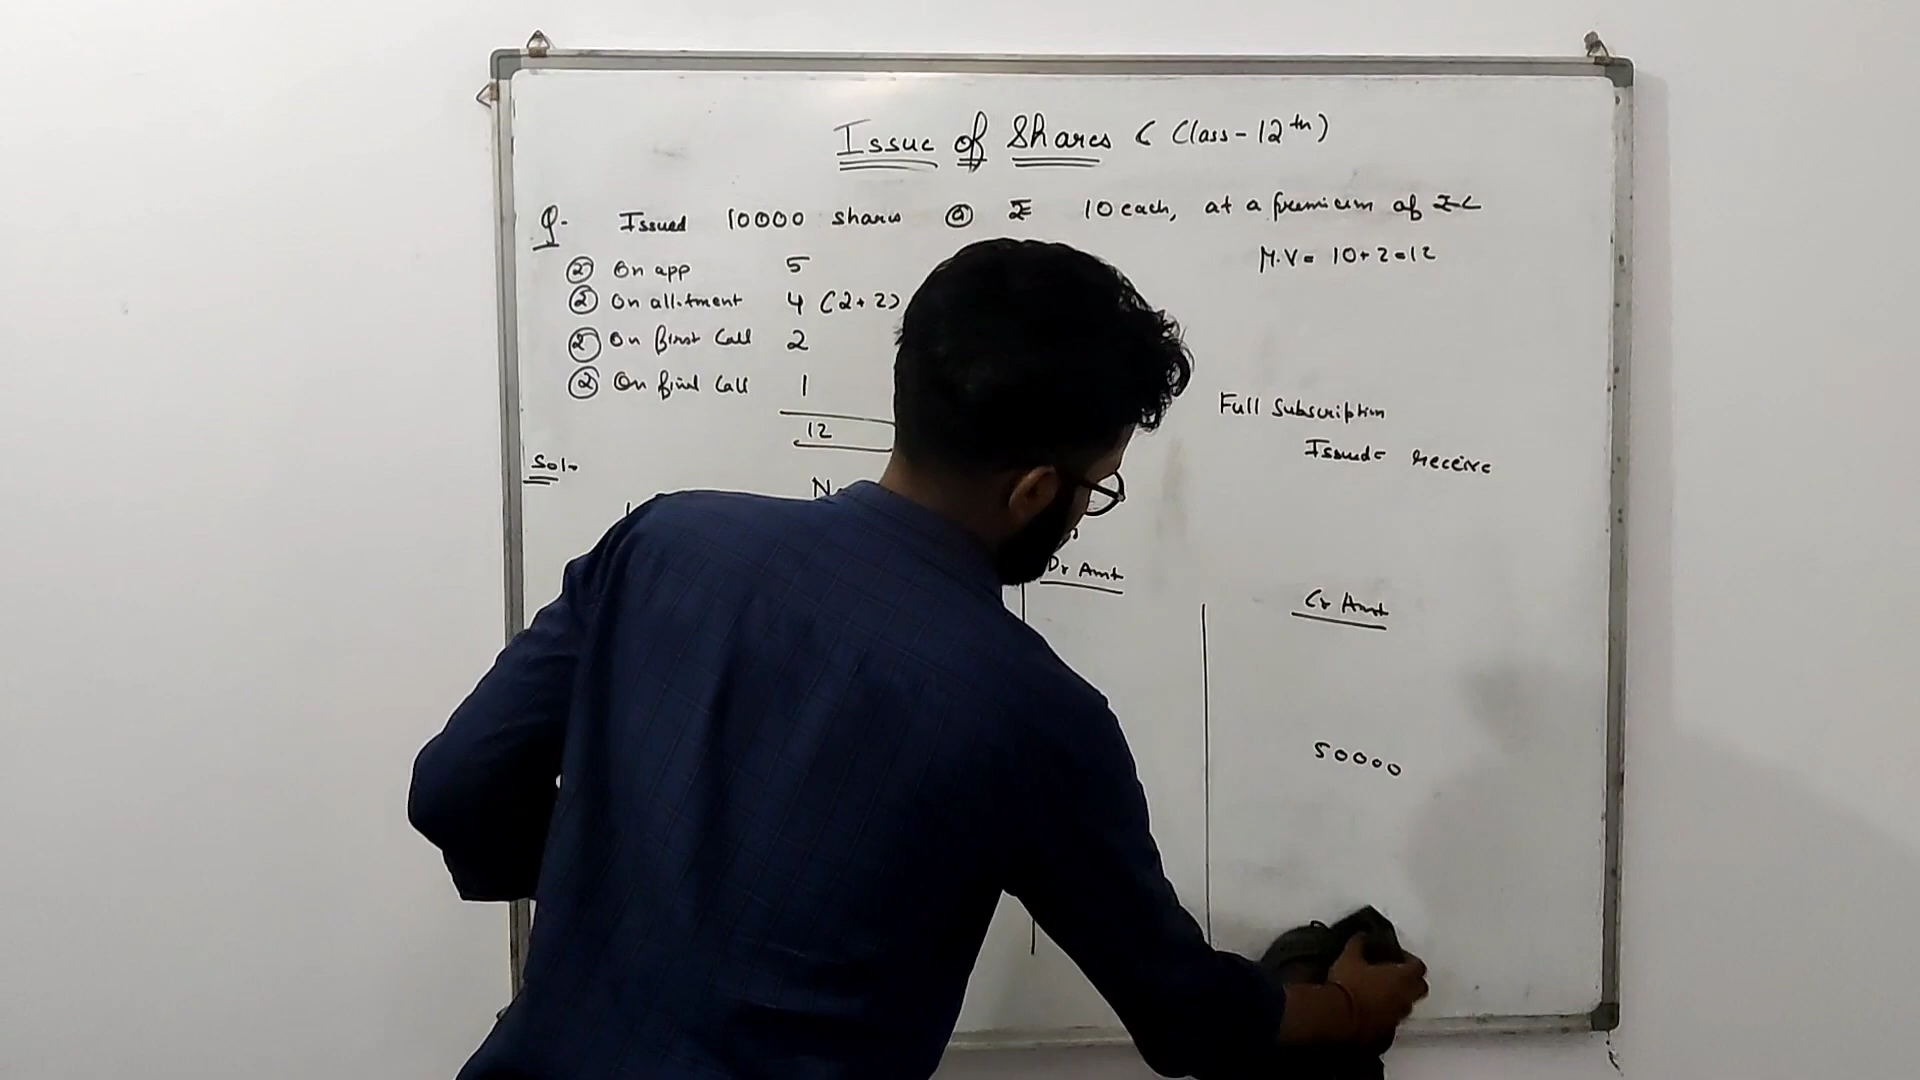 Issue of Shares ( Class - 12th )
Q- Issued 10000 shares @ ₹ 10 each, at a premium of ₹ 2
M.V = 10 + 2 = 12
② On app 5
② On allotment 4 (2+2)
② On first Call 2
② On final Call 1
12
Full Subscription
Issued = receive
Sol-
Dr Amt
Cr Amt
50000